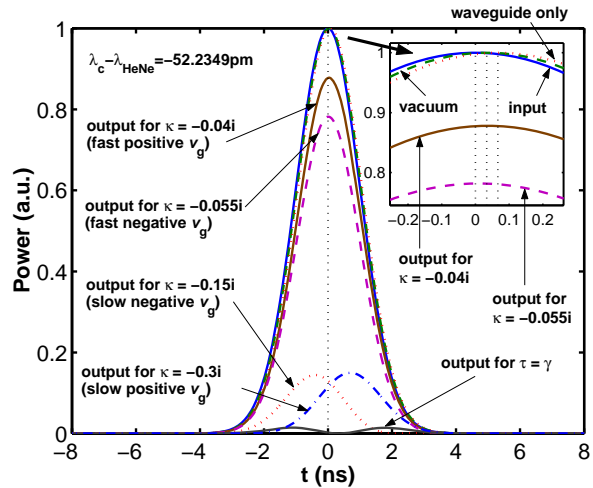 waveguide only
1
λc–λHeNe=–52.2349pm
1
vacuum
input
0.9
0.8
–0.2 –0.1 0 0.1 0.2
output for κ = –0.04i
(fast positive vg)
0.8
output for κ = –0.055i
(fast negative vg)
0.6
output for
κ = –0.04i
output for
κ = –0.055i
0.4
output for κ = –0.15i
(slow negative vg)
0.2
output for κ = –0.3i
(slow positive vg)
output for τ = γ
0
–8 –6 –4 –2 0 2 4 6 8
t (ns)
Power (a.u.)